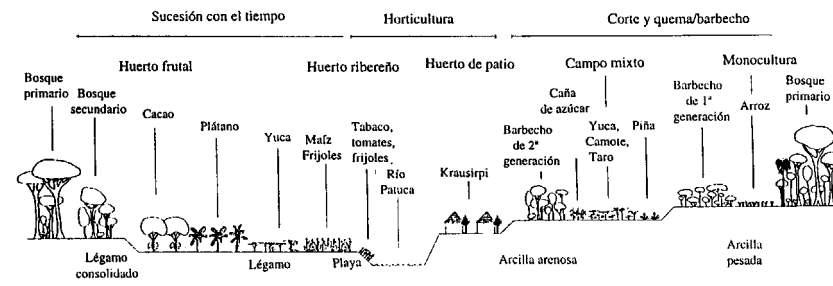 Sucesión con el tiempo
Horticultura
Corte y quema/barbecho
Huerto frutal
Huerto ribereño
Huerto de patio
Campo mixto
Monocultura
Bosque
primario
Bosque
secundario
Cacao
Plátano
Yuca
Maíz
Frijoles
Tabaco,
tomates,
frijoles
Río
Patuca
Krausirpi
Barbecho
de 2ª
generación
Caña
de azúcar
Yuca,
Camote,
Taro
Piña
Barbecho
de 1ª
generación
Arroz
Bosque
primario
Légamo
consolidado
Légamo
Playa
Arcilla arenosa
Arcilla
pesada